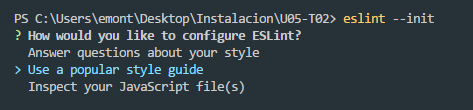 PS C:\Users\emont\Desktop\Instalacion\U05-T02> eslint --init
? How would you like to configure ESLint?
Answer questions about your style
> Use a popular style guide
Inspect your JavaScript file(s)